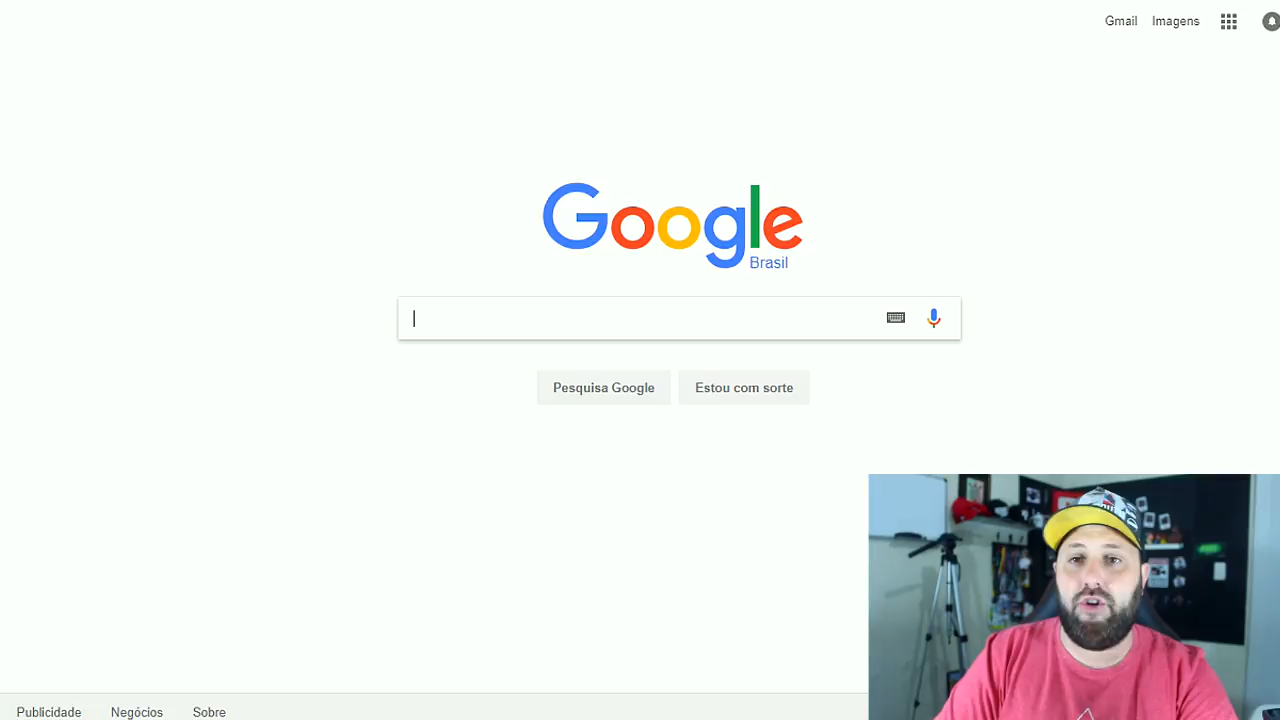 Gmail Imagens
Google
Brasil
Pesquisa Google Estou com sorte
Publicidade Negócios Sobre